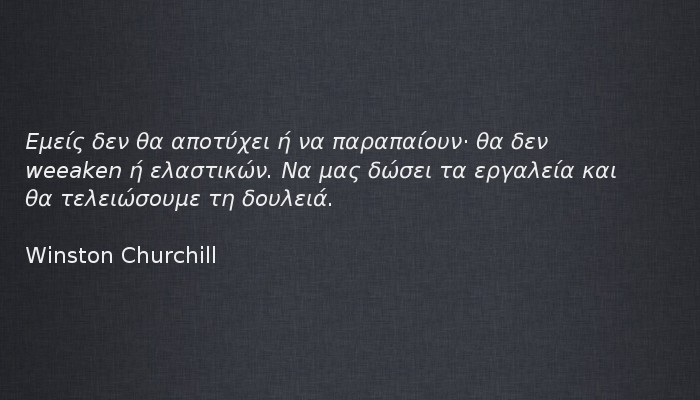 Εμείς δεν θα αποτύχει ή να παραπαίουν· θα δεν
weeaken ή ελαστικών. Να μας δώσει τα εργαλεία και
θα τελειώσουμε τη δουλειά.
Winston Churchill